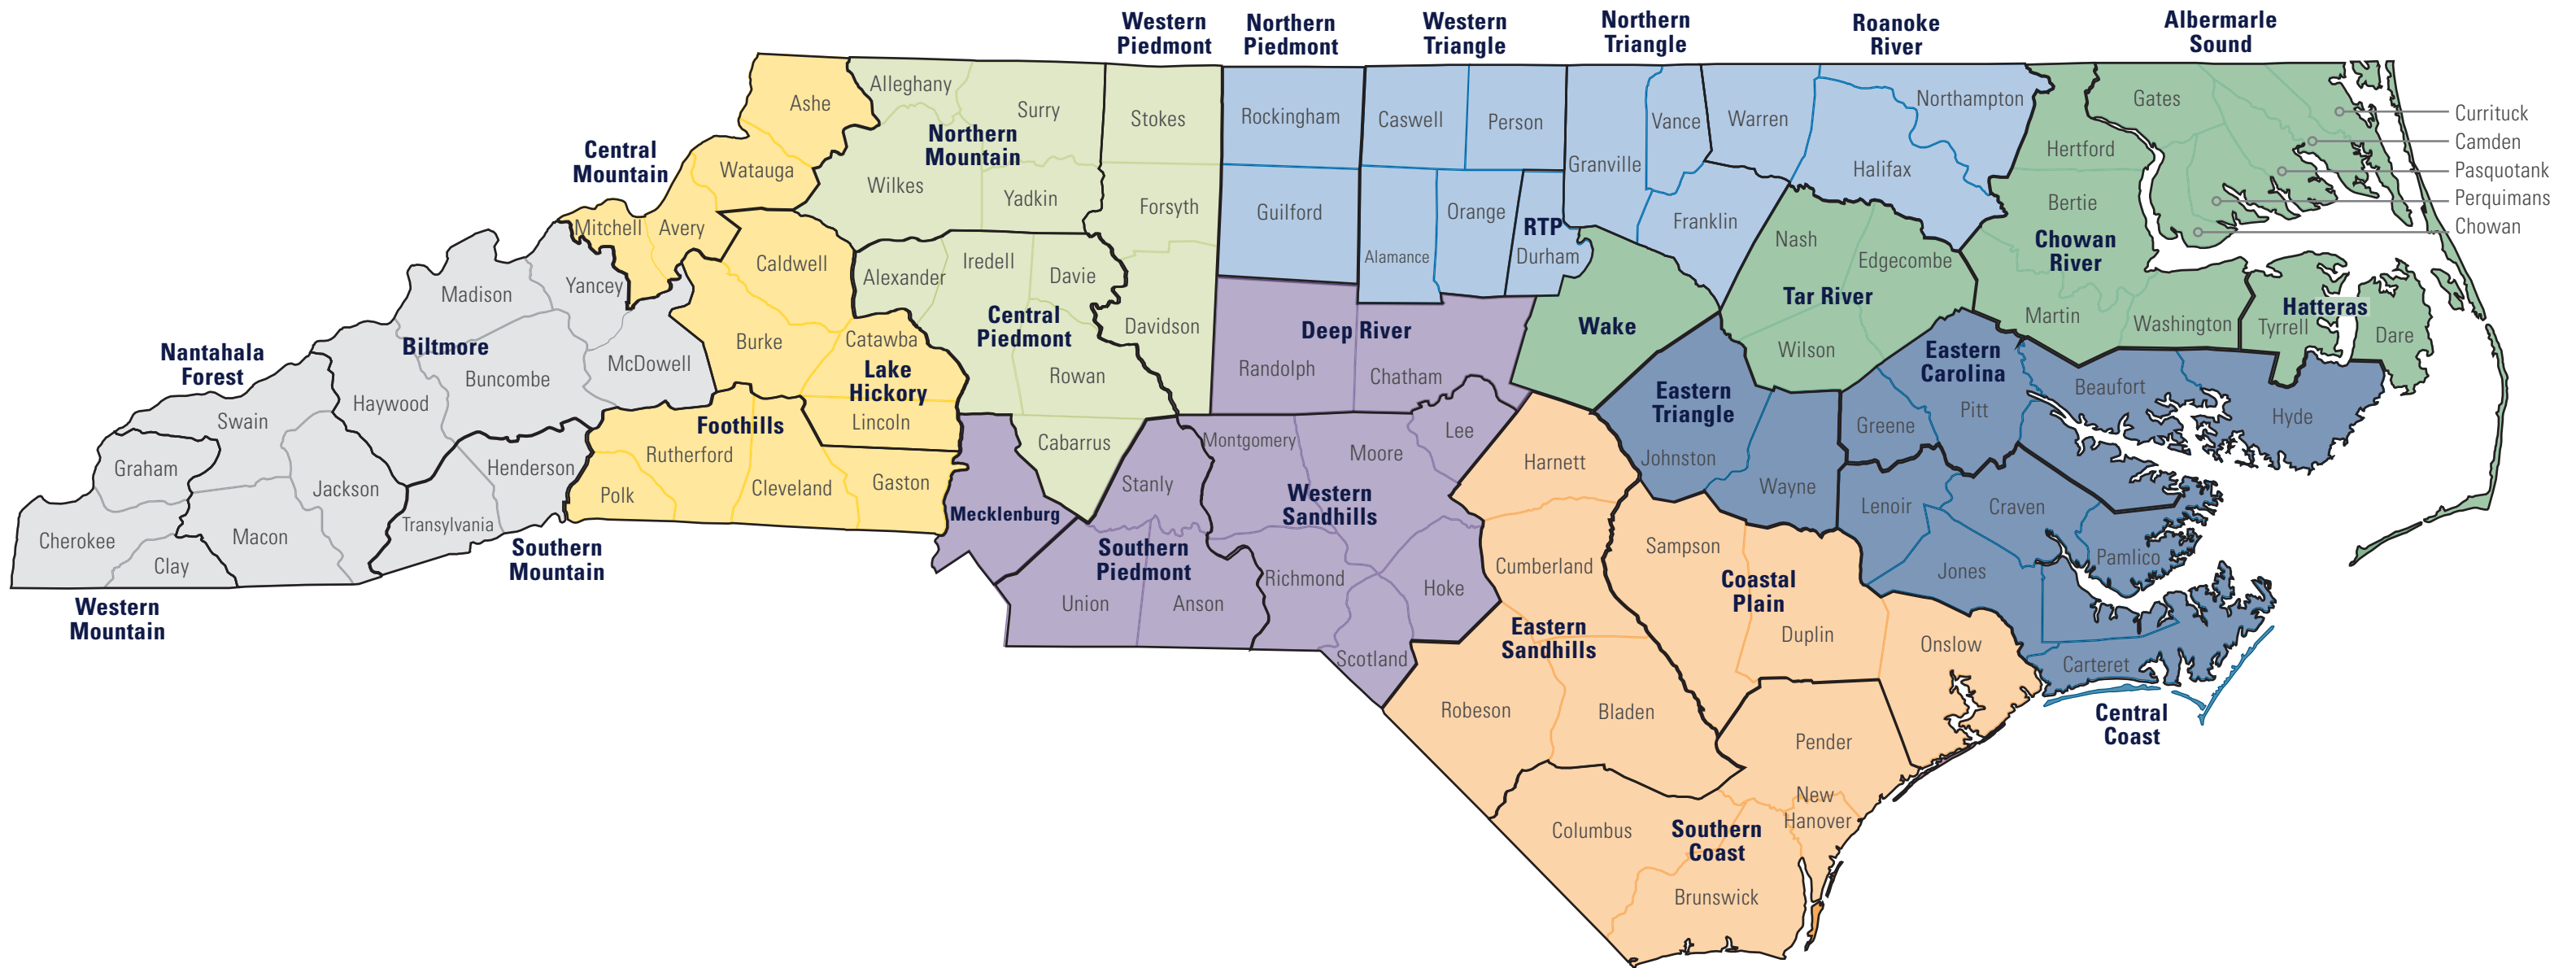 Western
Piedmont
Northern
Piedmont
Western
Triangle
Northern
Triangle
Roanoke
River
Albermarle
Sound
Ashe
Alleghany
Surry
Northern
Mountain
Wilkes
Yadkin
Stokes
Forsyth
Davidson
Rockingham
Guilford
Caswell
Person
Alamance
Orange
RTP
Durham
Granville
Vance
Warren
Franklin
Northampton
Halifax
Gates
Hertford
Bertie
Chowan
River
Martin
Washington
Currituck
Camden
Pasquotank
Perquimans
Chowan
Hatteras
Tyrrell
Dare
Central
Mountain
Watauga
Mitchell
Avery
Caldwell
Burke
Catawba
Lake
Hickory
Lincoln
Alexander
Iredell
Davie
Central
Piedmont
Rowan
Cabarrus
Deep River
Randolph
Chatham
Wake
Nash
Edgecombe
Tar River
Wilson
Eastern
Carolina
Pitt
Greene
Beaufort
Hyde
Madison
Yancey
Biltmore
Buncombe
McDowell
Haywood
Nantahala
Forest
Swain
Graham
Jackson
Macon
Cherokee
Clay
Western
Mountain
Transylvania
Henderson
Southern
Mountain
Foothills
Rutherford
Polk
Cleveland
Gaston
Mecklenburg
Stanly
Southern
Piedmont
Union
Anson
Montgomery
Moore
Lee
Western
Sandhills
Richmond
Hoke
Scotland
Harnett
Cumberland
Eastern
Sandhills
Robeson
Bladen
Eastern
Triangle
Johnston
Wayne
Sampson
Coastal
Plain
Duplin
Onslow
Lenoir
Craven
Jones
Pamlico
Carteret
Central
Coast
Pender
New
Hanover
Columbus
Southern
Coast
Brunswick